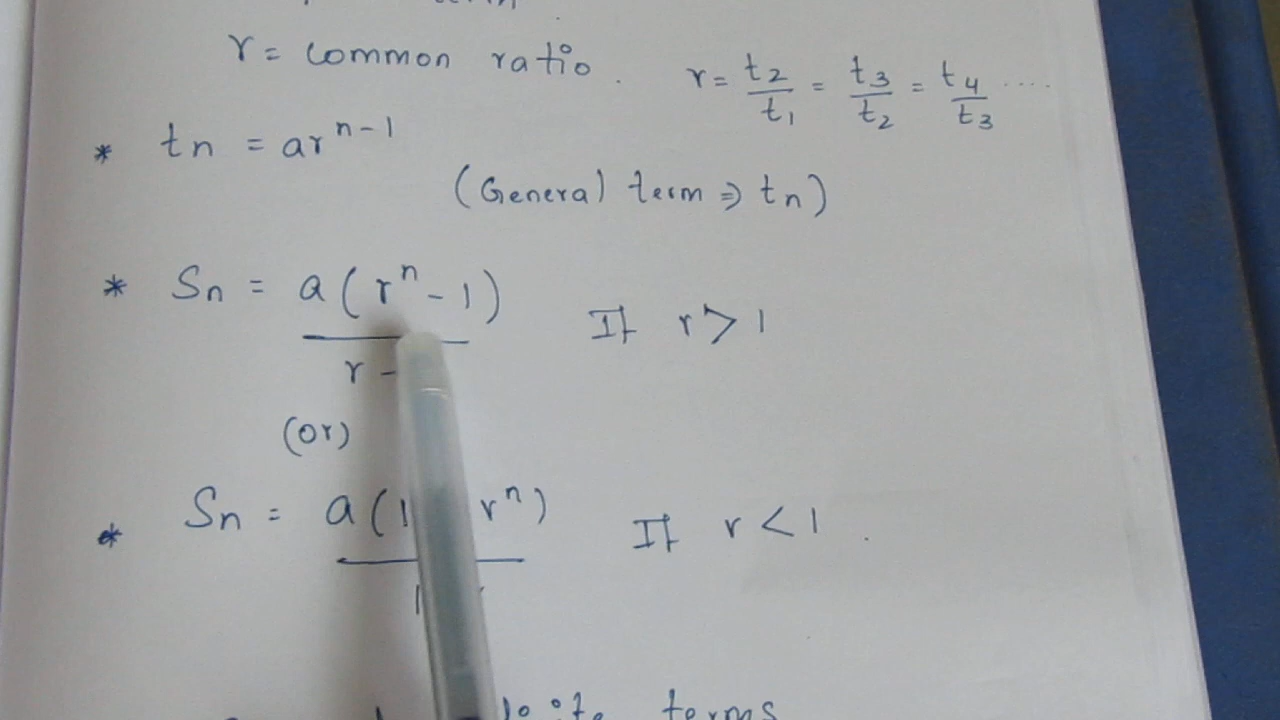 r = common ratio . r = t2/t1 = t3/t2 = t4/t3 ....
* tn = ar^n-1
(General term ⇒ tn)
* Sn = a(r^n - 1) If r > 1
r -
(or)
* Sn = a(1 r^n) If r < 1 .
1
terms